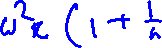 ω²x (1 + 1/n